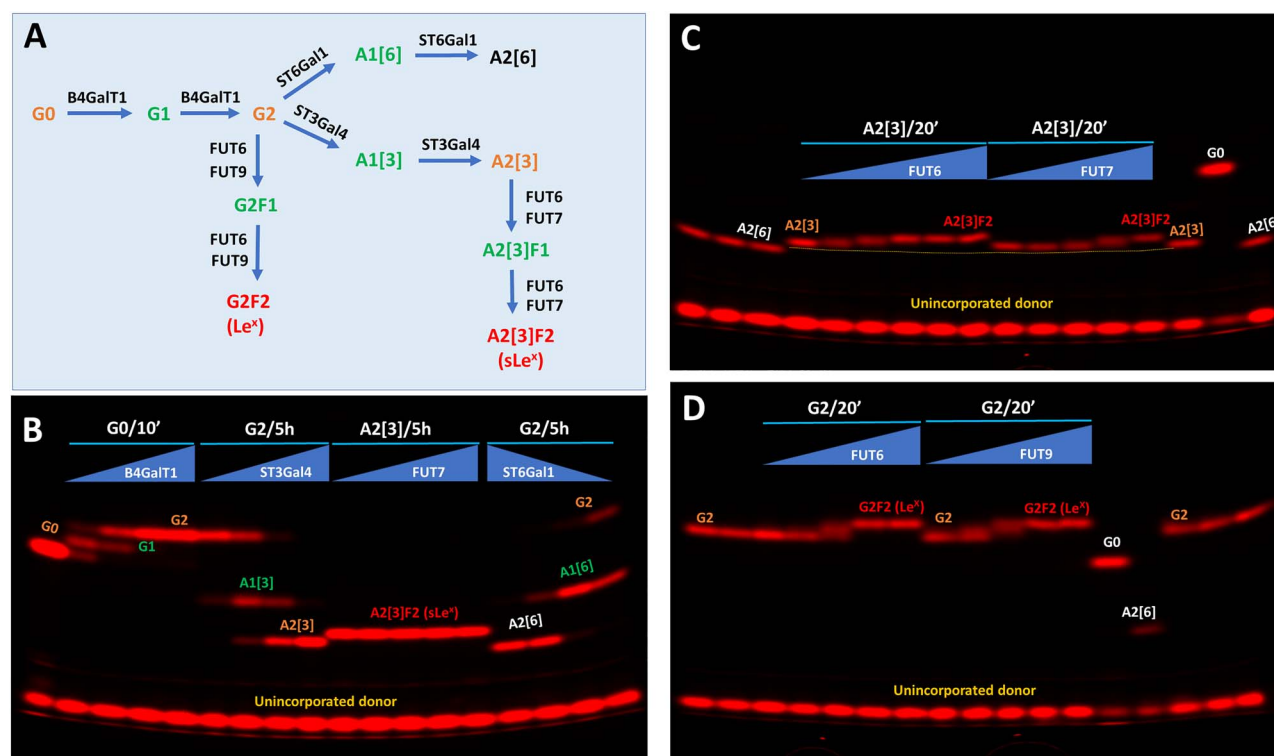 A
ST6Gal1
A1[6]
ST6Gal1
A2[6]
G0
B4GalT1
G1
B4GalT1
G2
ST3Gal4
A1[3]
ST3Gal4
A2[3]
FUT6
FUT9
G2F1
FUT6
FUT9
G2F2
(Leˣ)
FUT6
FUT7
A2[3]F1
FUT6
FUT7
A2[3]F2
(sLeˣ)
B
G0/10'
G2/5h
A2[3]/5h
G2/5h
B4GalT1
ST3Gal4
FUT7
ST6Gal1
G0
G2
G1
G2
A1[3]
A1[6]
A2[3]
A2[3]F2 (sLeˣ)
A2[6]
Unincorporated donor
C
A2[3]/20'
A2[3]/20'
FUT6
FUT7
G0
A2[6]
A2[3]
A2[3]F2
A2[3]F2
A2[3]
A2[6]
Unincorporated donor
D
G2/20'
G2/20'
FUT6
FUT9
G2
G2F2 (Leˣ)
G2
G2F2 (Leˣ)
G0
G2
A2[6]
Unincorporated donor